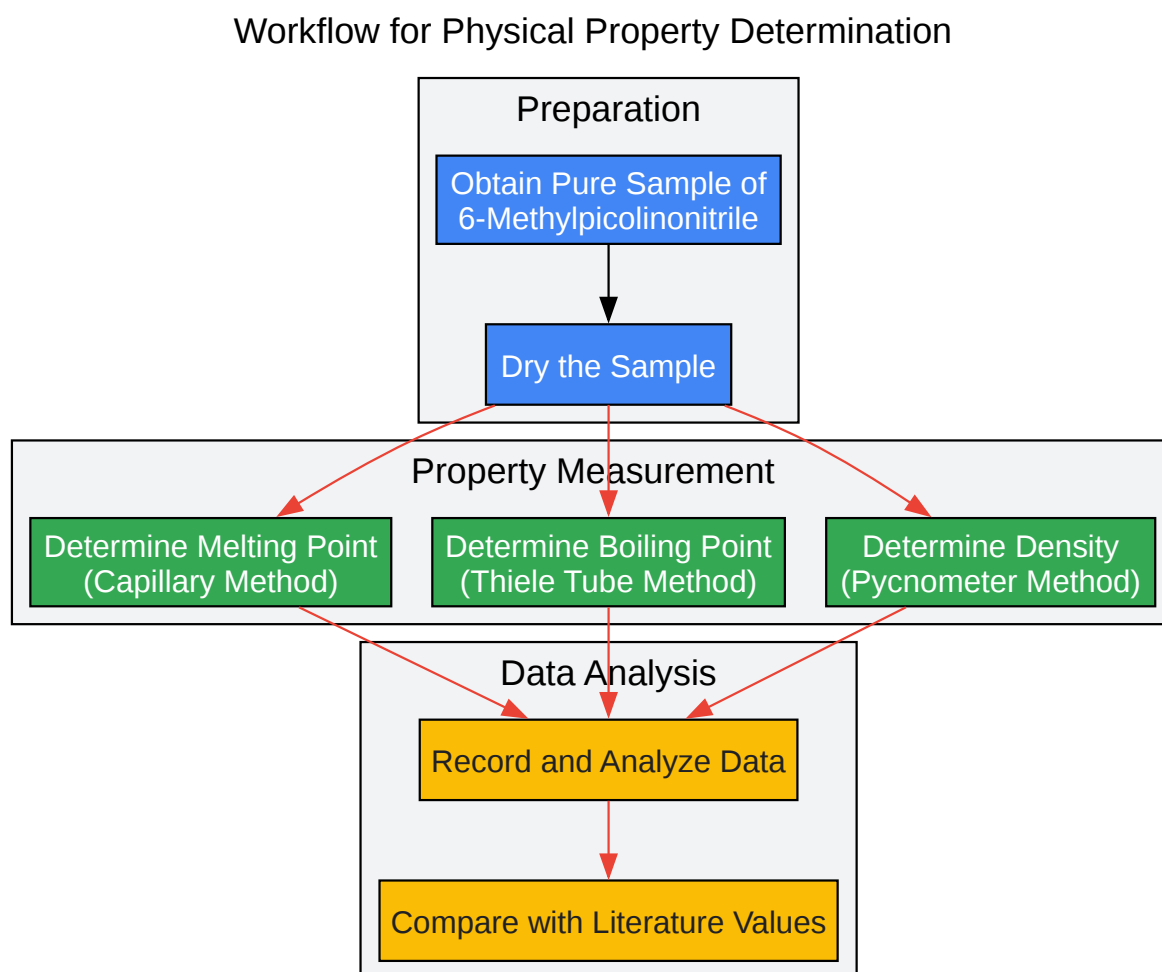 Workflow for Physical Property Determination
Preparation
Obtain Pure Sample of
6-Methylpicolinonitrile
Dry the Sample
Property Measurement
Determine Melting Point
(Capillary Method)
Determine Boiling Point
(Thiele Tube Method)
Determine Density
(Pycnometer Method)
Data Analysis
Record and Analyze Data
Compare with Literature Values